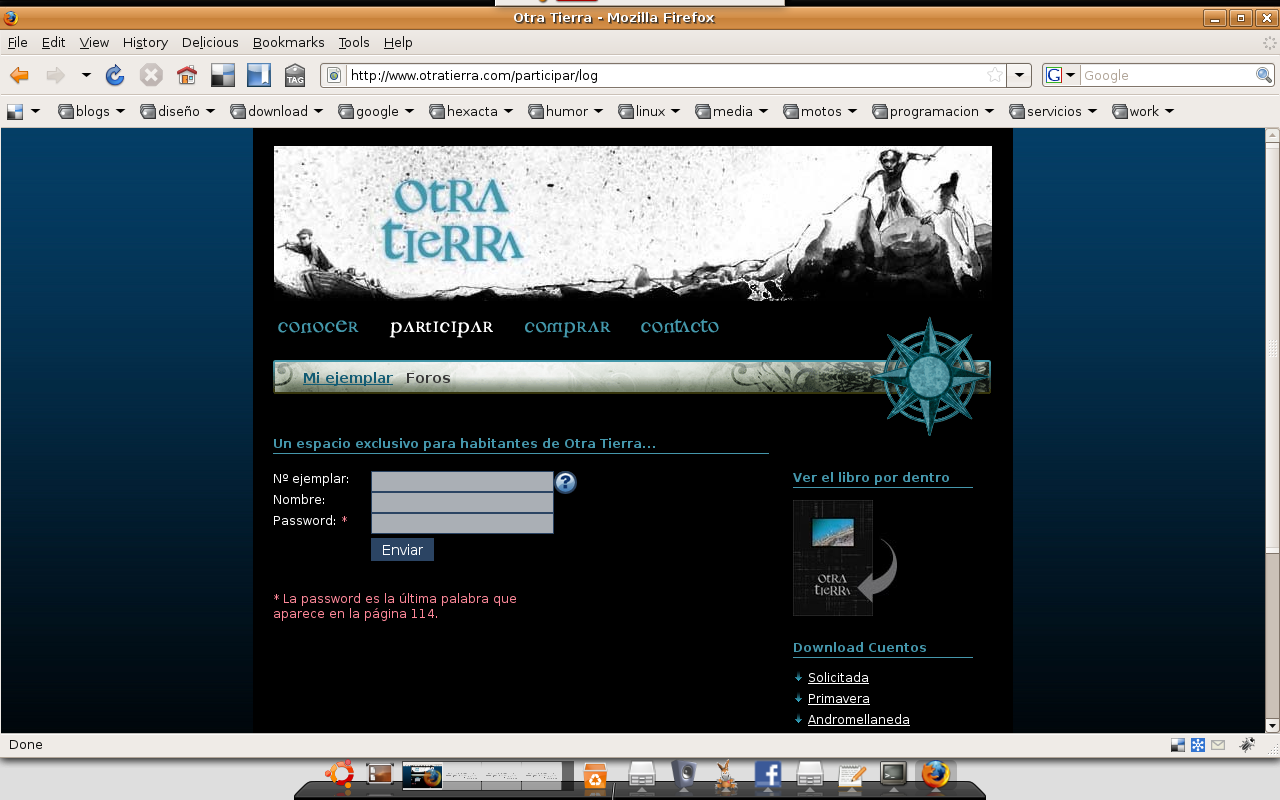 Otra Tierra - Mozilla Firefox
File Edit View History Delicious Bookmarks Tools Help
TAG http://www.otratierra.com/participar/log G Google
blogs diseño download google hexacta humor linux media motos programacion servicios work
OTRA
TIERRA
conocer participar comprar contacto
Mi ejemplar Foros
Un espacio exclusivo para habitantes de Otra Tierra...
Nº ejemplar: ?
Nombre:
Password: *
Enviar
* La password es la última palabra que
aparece en la página 114.
Ver el libro por dentro
OTRA
TIERRA
Download Cuentos
Solicitada
Primavera
Andromellaneda
Done